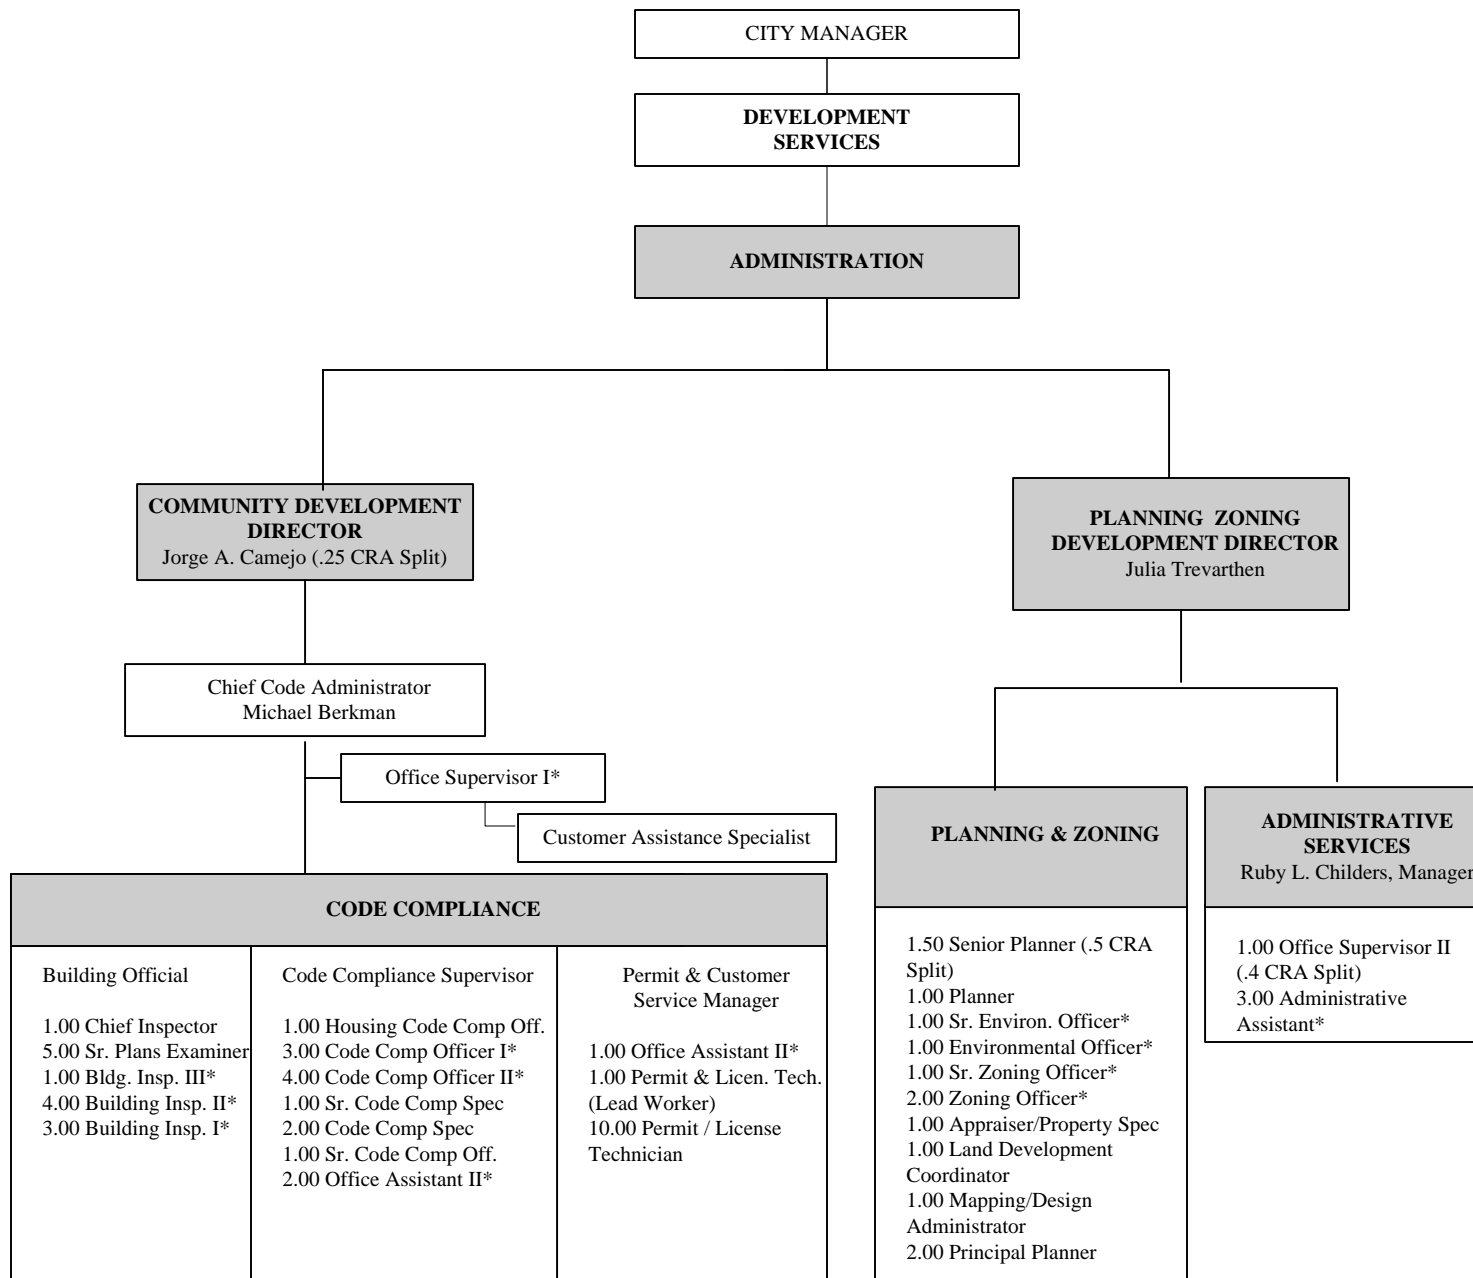 CITY MANAGER
DEVELOPMENT
SERVICES
ADMINISTRATION
COMMUNITY DEVELOPMENT
DIRECTOR
Jorge A. Camejo (.25 CRA Split)
PLANNING  ZONING
DEVELOPMENT DIRECTOR
Julia Trevarthen
Chief Code Administrator
Michael Berkman
Office Supervisor I*
Customer Assistance Specialist
CODE COMPLIANCE
Building Official
1.00 Chief Inspector
5.00 Sr. Plans Examiner
1.00 Bldg. Insp. III*
4.00 Building Insp. II*
3.00 Building Insp. I*
Code Compliance Supervisor
1.00 Housing Code Comp Off.
3.00 Code Comp Officer I*
4.00 Code Comp Officer II*
1.00 Sr. Code Comp Spec
2.00 Code Comp Spec
1.00 Sr. Code Comp Off.
2.00 Office Assistant II*
Permit & Customer
Service Manager
1.00 Office Assistant II*
1.00 Permit & Licen. Tech.
(Lead Worker)
10.00 Permit / License
Technician
PLANNING & ZONING
1.50 Senior Planner (.5 CRA
Split)
1.00 Planner
1.00 Sr. Environ. Officer*
1.00 Environmental Officer*
1.00 Sr. Zoning Officer*
2.00 Zoning Officer*
1.00 Appraiser/Property Spec
1.00 Land Development
Coordinator
1.00 Mapping/Design
Administrator
2.00 Principal Planner
ADMINISTRATIVE
SERVICES
Ruby L. Childers, Manager
1.00 Office Supervisor II
(.4 CRA Split)
3.00 Administrative
Assistant*